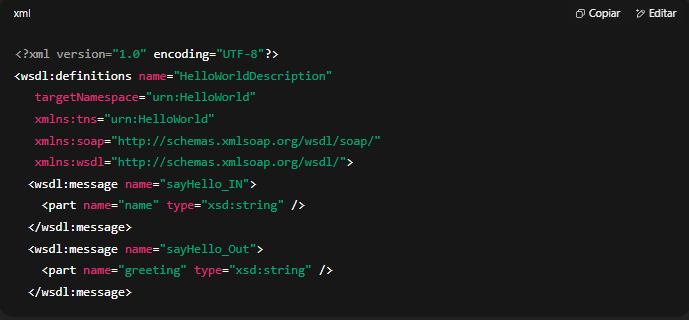 xml Copiar Editar
<?xml version="1.0" encoding="UTF-8"?>
<wsdl:definitions name="HelloWorldDescription"
targetNamespace="urn:HelloWorld"
xmlns:tns="urn:HelloWorld"
xmlns:soap="http://schemas.xmlsoap.org/wsdl/soap/"
xmlns:wsdl="http://schemas.xmlsoap.org/wsdl/">
<wsdl:message name="sayHello_IN">
<part name="name" type="xsd:string" />
</wsdl:message>
<wsdl:message name="sayHello_Out">
<part name="greeting" type="xsd:string" />
</wsdl:message>